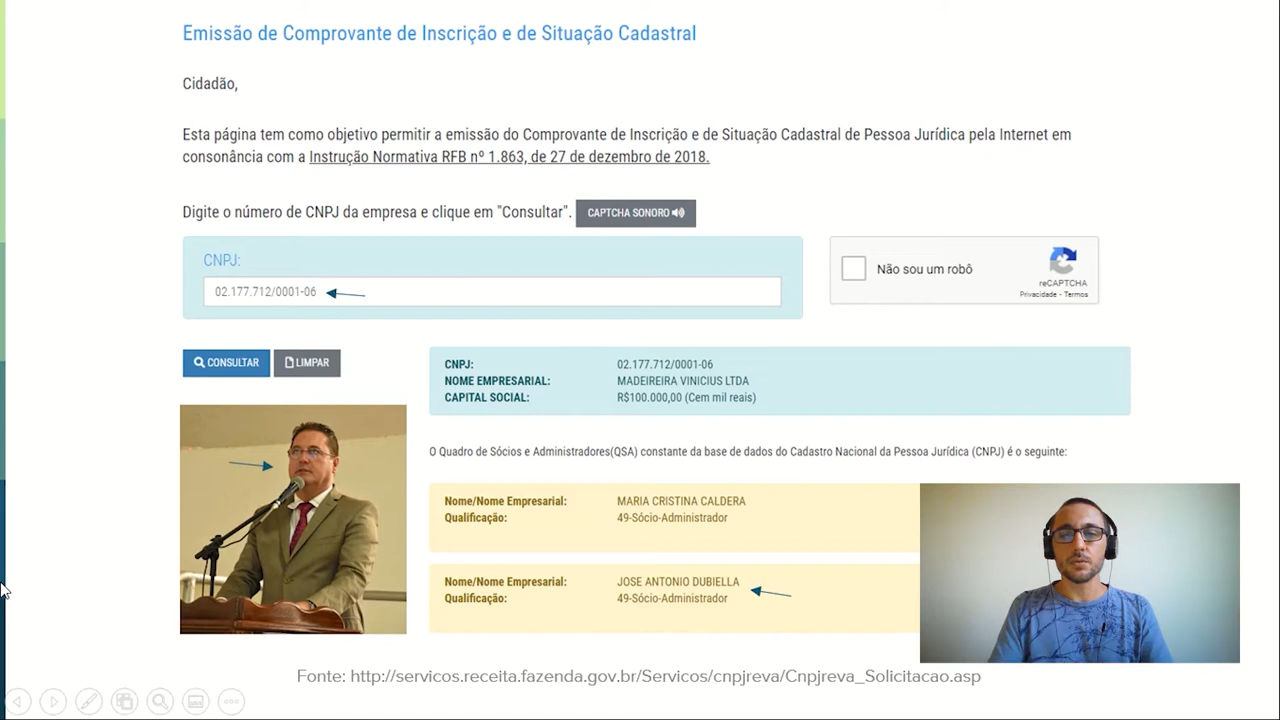 Emissão de Comprovante de Inscrição e de Situação Cadastral
Cidadão,
Esta página tem como objetivo permitir a emissão do Comprovante de Inscrição e de Situação Cadastral de Pessoa Jurídica pela Internet em
consonância com a Instrução Normativa RFB nº 1.863, de 27 de dezembro de 2018.
Digite o número de CNPJ da empresa e clique em "Consultar". CAPTCHA SONORO
CNPJ:
02.177.712/0001-06
Não sou um robô
reCAPTCHA
Privacidade - Termos
CONSULTAR LIMPAR
CNPJ: 02.177.712/0001-06
NOME EMPRESARIAL: MADEIREIRA VINICIUS LTDA
CAPITAL SOCIAL: R$100.000,00 (Cem mil reais)
O Quadro de Sócios e Administradores(QSA) constante da base de dados do Cadastro Nacional da Pessoa Jurídica (CNPJ) é o seguinte:
Nome/Nome Empresarial: MARIA CRISTINA CALDERA
Qualificação: 49-Sócio-Administrador
Nome/Nome Empresarial: JOSE ANTONIO DUBIELLA
Qualificação: 49-Sócio-Administrador
Fonte: http://servicos.receita.fazenda.gov.br/Servicos/cnpjreva/Cnpjreva_Solicitacao.asp